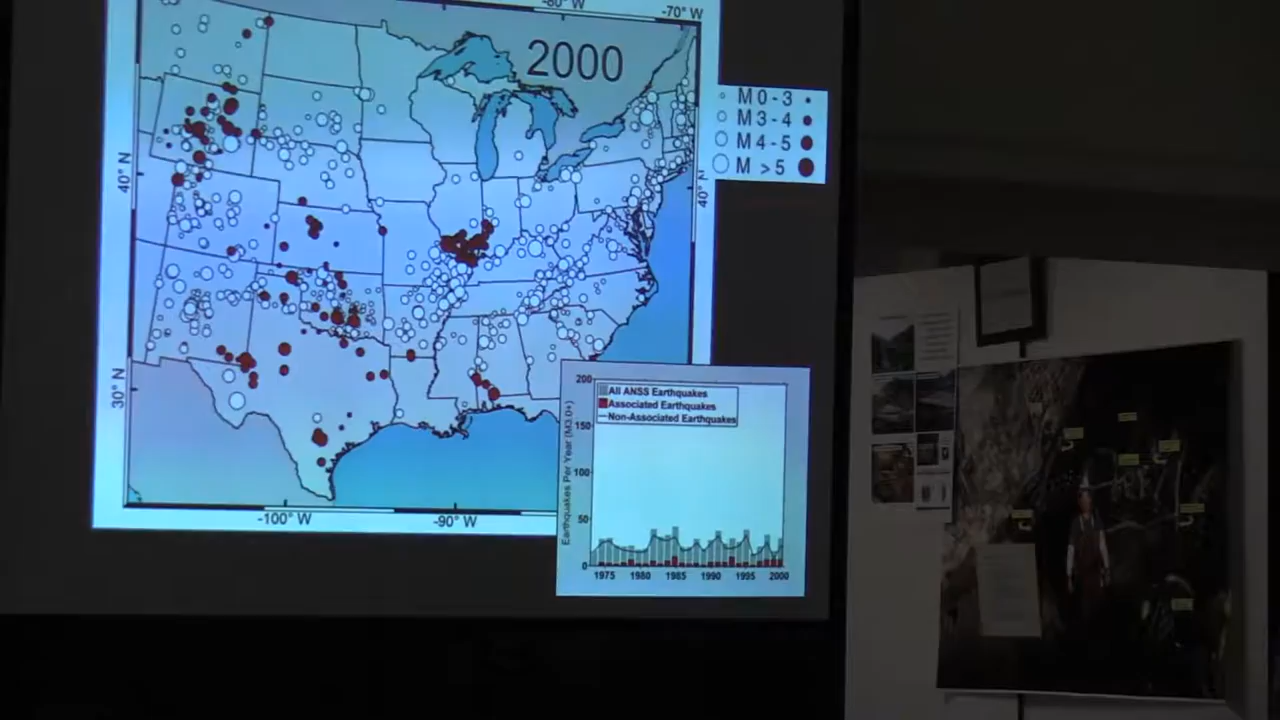 -80° W
-70° W
2000
M 0 - 3
M 3 - 4
M 4 - 5
M > 5
40° N
40° N
30° N
-100° W
-90° W
200
150
100
50
0
All ANSS Earthquakes
Associated Earthquakes
Non-Associated Earthquakes
Earthquakes Per Year (M3.0+)
1975 1980 1985 1990 1995 2000